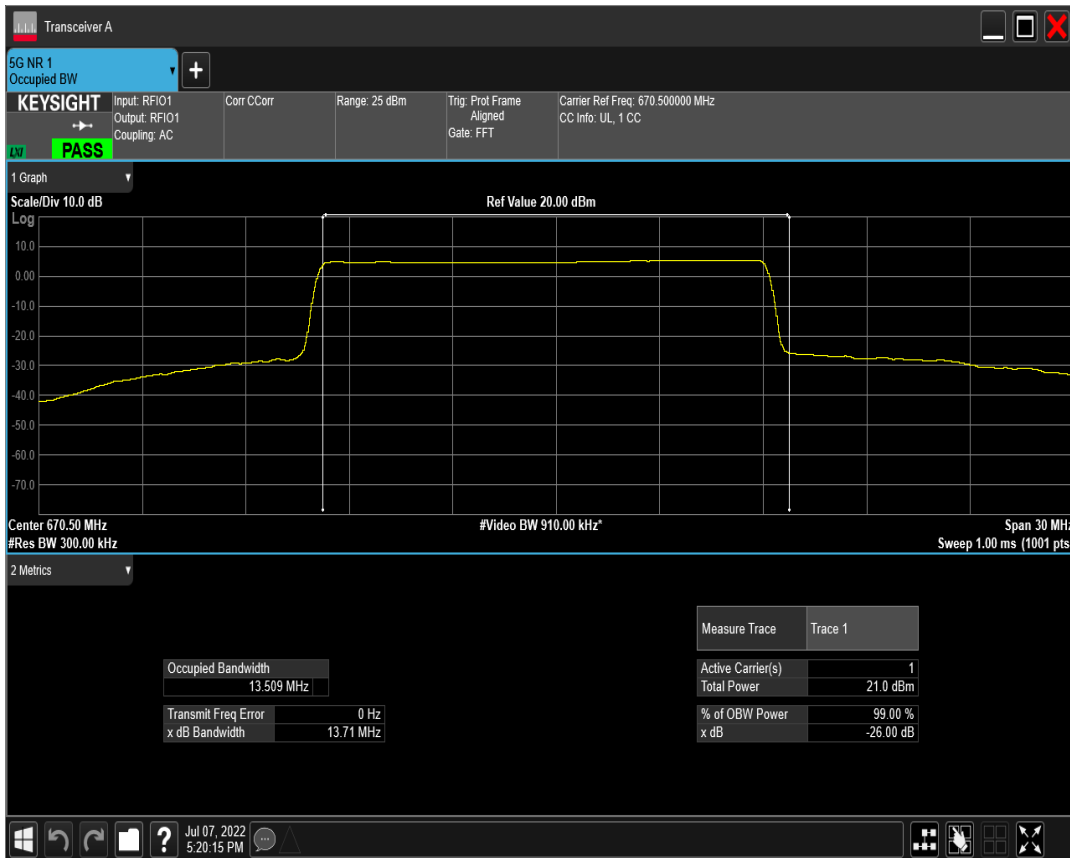 Transceiver A
5G NR 1
Occupied BW
+
KEYSIGHT
LXI
PASS
Input: RFIO1
Output: RFIO1
Coupling: AC
Corr CCorr
Range: 25 dBm
Trig: Prot Frame
Aligned
Gate: FFT
Carrier Ref Freq: 670.500000 MHz
CC Info: UL, 1 CC
1 Graph
Scale/Div 10.0 dB
Ref Value 20.00 dBm
Log
10.0
0.00
-10.0
-20.0
-30.0
-40.0
-50.0
-60.0
-70.0
Center 670.50 MHz
#Video BW 910.00 kHz*
Span 30 MHz
#Res BW 300.00 kHz
Sweep 1.00 ms (1001 pts
2 Metrics
Measure Trace Trace 1
Occupied Bandwidth
13.509 MHz
Active Carrier(s) 1
Total Power 21.0 dBm
Transmit Freq Error 0 Hz
x dB Bandwidth 13.71 MHz
% of OBW Power 99.00 %
x dB -26.00 dB
?
Jul 07, 2022
5:20:15 PM